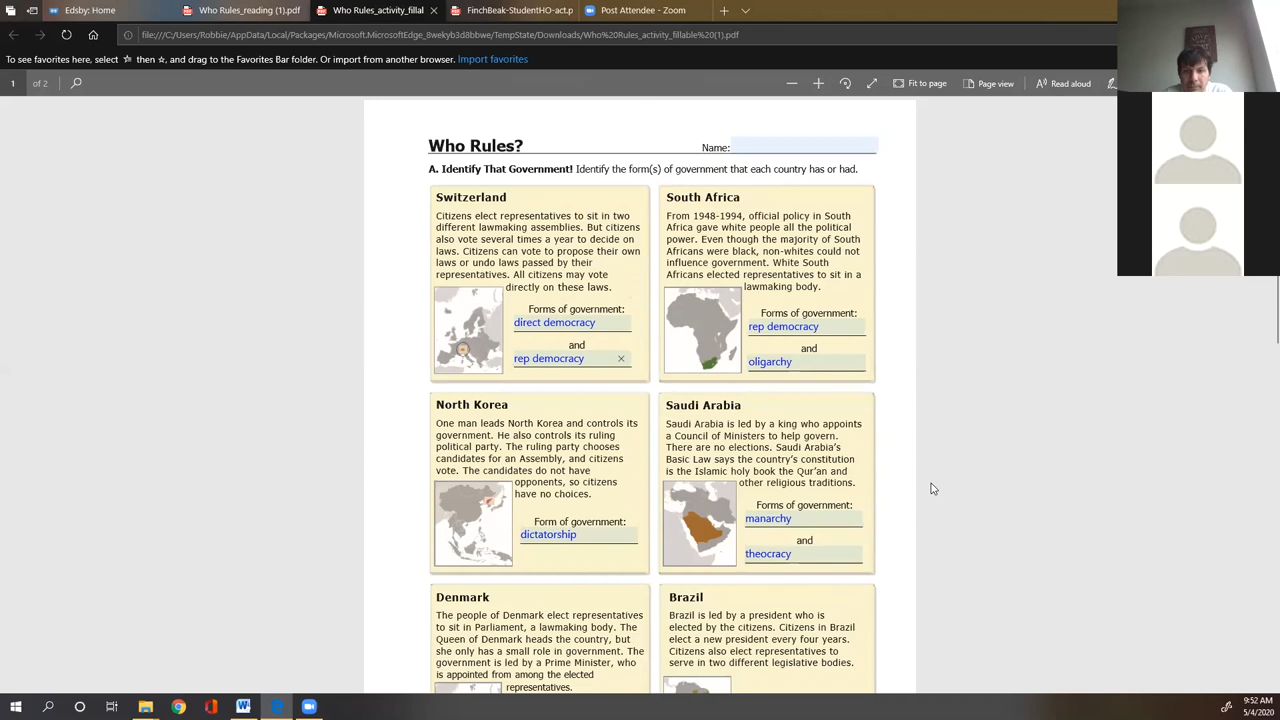 Edsby: Home
Who Rules_reading (1).pdf
Who Rules_activity_fillal
FinchBeak-StudentHO-act.p
Post Attendee - Zoom
file:///C:/Users/Robbie/AppData/Local/Packages/Microsoft.MicrosoftEdge_8wekyb3d8bbwe/TempState/Downloads/Who%20Rules_activity_fillable%20(1).pdf
To see favorites here, select then ☆, and drag to the Favorites Bar folder. Or import from another browser. Import favorites
1 of 2
Fit to page
Page view
Read aloud
Who Rules?
Name:
A. Identify That Government! Identify the form(s) of government that each country has or had.
Switzerland
Citizens elect representatives to sit in two
different lawmaking assemblies. But citizens
also vote several times a year to decide on
laws. Citizens can vote to propose their own
laws or undo laws passed by their
representatives. All citizens may vote
directly on these laws.
Forms of government:
direct democracy
and
rep democracy
South Africa
From 1948-1994, official policy in South
Africa gave white people all the political
power. Even though the majority of South
Africans were black, non-whites could not
influence government. White South
Africans elected representatives to sit in a
lawmaking body.
Forms of government:
rep democracy
and
oligarchy
North Korea
One man leads North Korea and controls its
government. He also controls its ruling
political party. The ruling party chooses
candidates for an Assembly, and citizens
vote. The candidates do not have
opponents, so citizens
have no choices.
Form of government:
dictatorship
Saudi Arabia
Saudi Arabia is led by a king who appoints
a Council of Ministers to help govern.
There are no elections. Saudi Arabia's
Basic Law says the country's constitution
is the Islamic holy book the Qur'an and
other religious traditions.
Forms of government:
manarchy
and
theocracy
Denmark
The people of Denmark elect representatives
to sit in Parliament, a lawmaking body. The
Queen of Denmark heads the country, but
she only has a small role in government. The
government is led by a Prime Minister, who
is appointed from among the elected
representatives.
Brazil
Brazil is led by a president who is
elected by the citizens. Citizens in Brazil
elect a new president every four years.
Citizens also elect representatives to
serve in two different legislative bodies.
9:52 AM
5/4/2020